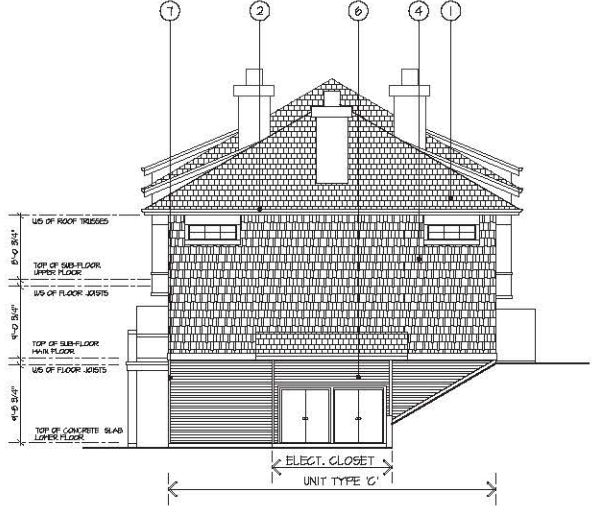 7 2 6 4 1
U/S OF ROOF TRUSSES
8'-0 3/4"
TOP OF SUB-FLOOR
UPPER FLOOR
U/S OF FLOOR JOISTS
9'-0 3/4"
TOP OF SUB-FLOOR
MAIN FLOOR
U/S OF FLOOR JOISTS
TOP OF CONCRETE SLAB
LOWER FLOOR
ELECT. CLOSET
UNIT TYPE 'C'